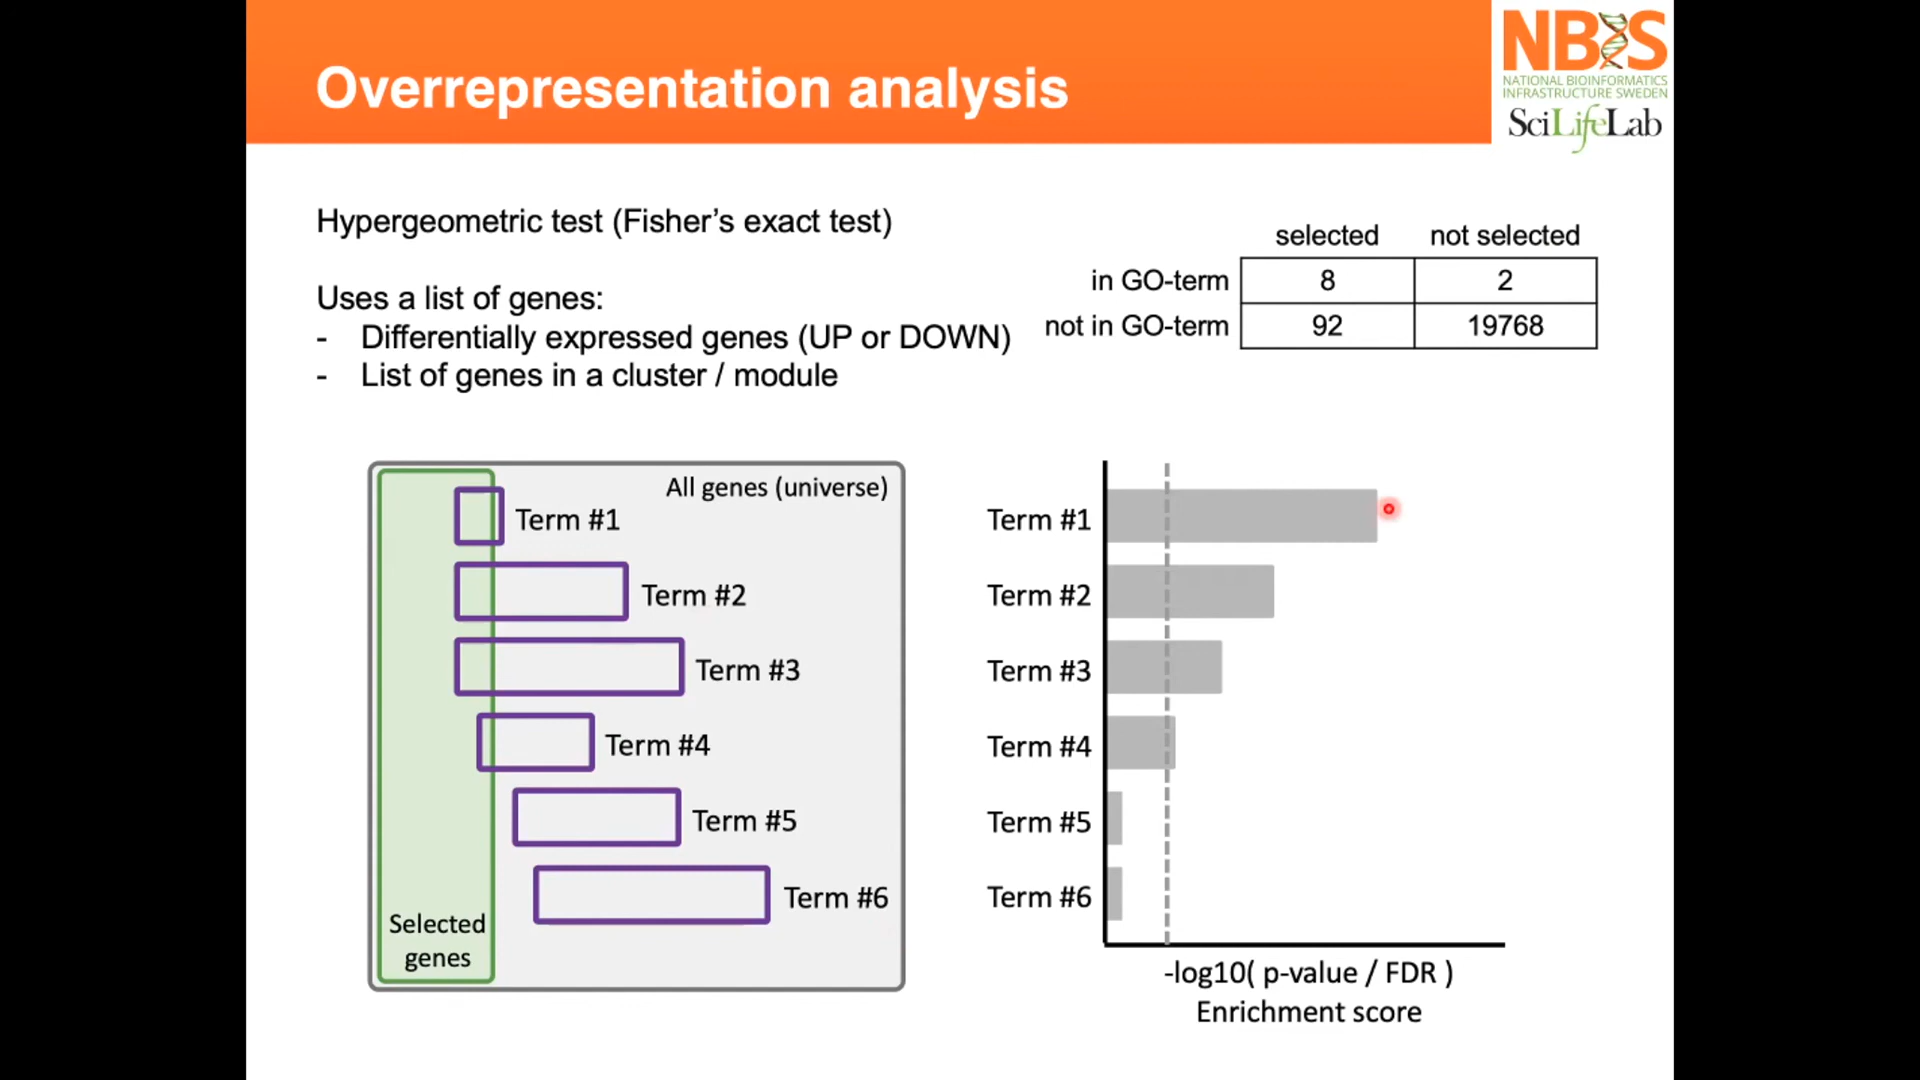 Overrepresentation analysis
NBIS
NATIONAL BIOINFORMATICS
INFRASTRUCTURE SWEDEN
SciLifeLab
Hypergeometric test (Fisher's exact test)
Uses a list of genes:
- Differentially expressed genes (UP or DOWN)
- List of genes in a cluster / module
selected not selected
in GO-term 8 2
not in GO-term 92 19768
All genes (universe)
Term #1
Term #2
Term #3
Term #4
Term #5
Term #6
Selected
genes
Term #1
Term #2
Term #3
Term #4
Term #5
Term #6
-log10( p-value / FDR )
Enrichment score